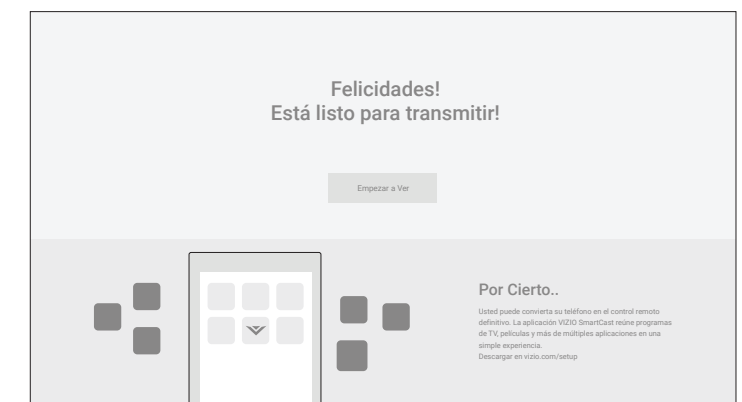 Felicidades!
Está listo para transmitir!
Empezar a Ver
Por Cierto..
Usted puede convierta su teléfono en el control remoto
definitivo. La aplicación VIZIO SmartCast reúne programas
de TV, películas y más de múltiples aplicaciones en una
simple experiencia.
Descargar en vizio.com/setup